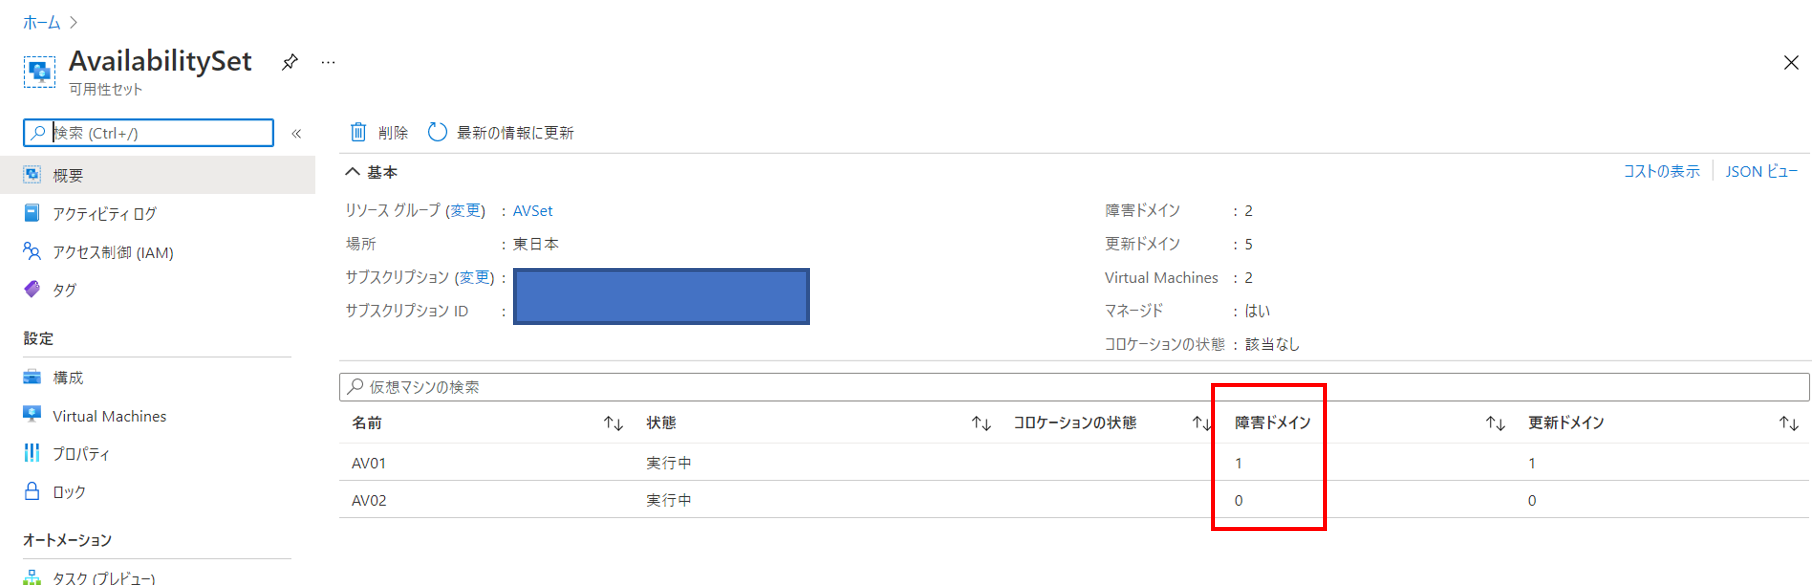 ホーム
AvailabilitySet
可用性セット
検索 (Ctrl+/)
概要
アクティビティ ログ
アクセス制御 (IAM)
タグ
設定
構成
Virtual Machines
プロパティ
ロック
オートメーション
タスク (プレビュー)
削除 最新の情報に更新
基本
コストの表示 JSON ビュー
リソース グループ (変更) : AVSet
場所 : 東日本
サブスクリプション (変更) :
サブスクリプション ID :
障害ドメイン : 2
更新ドメイン : 5
Virtual Machines : 2
マネージド : はい
コロケーションの状態 : 該当なし
仮想マシンの検索
名前 状態 コロケーションの状態 障害ドメイン 更新ドメイン
AV01 実行中 1 1
AV02 実行中 0 0